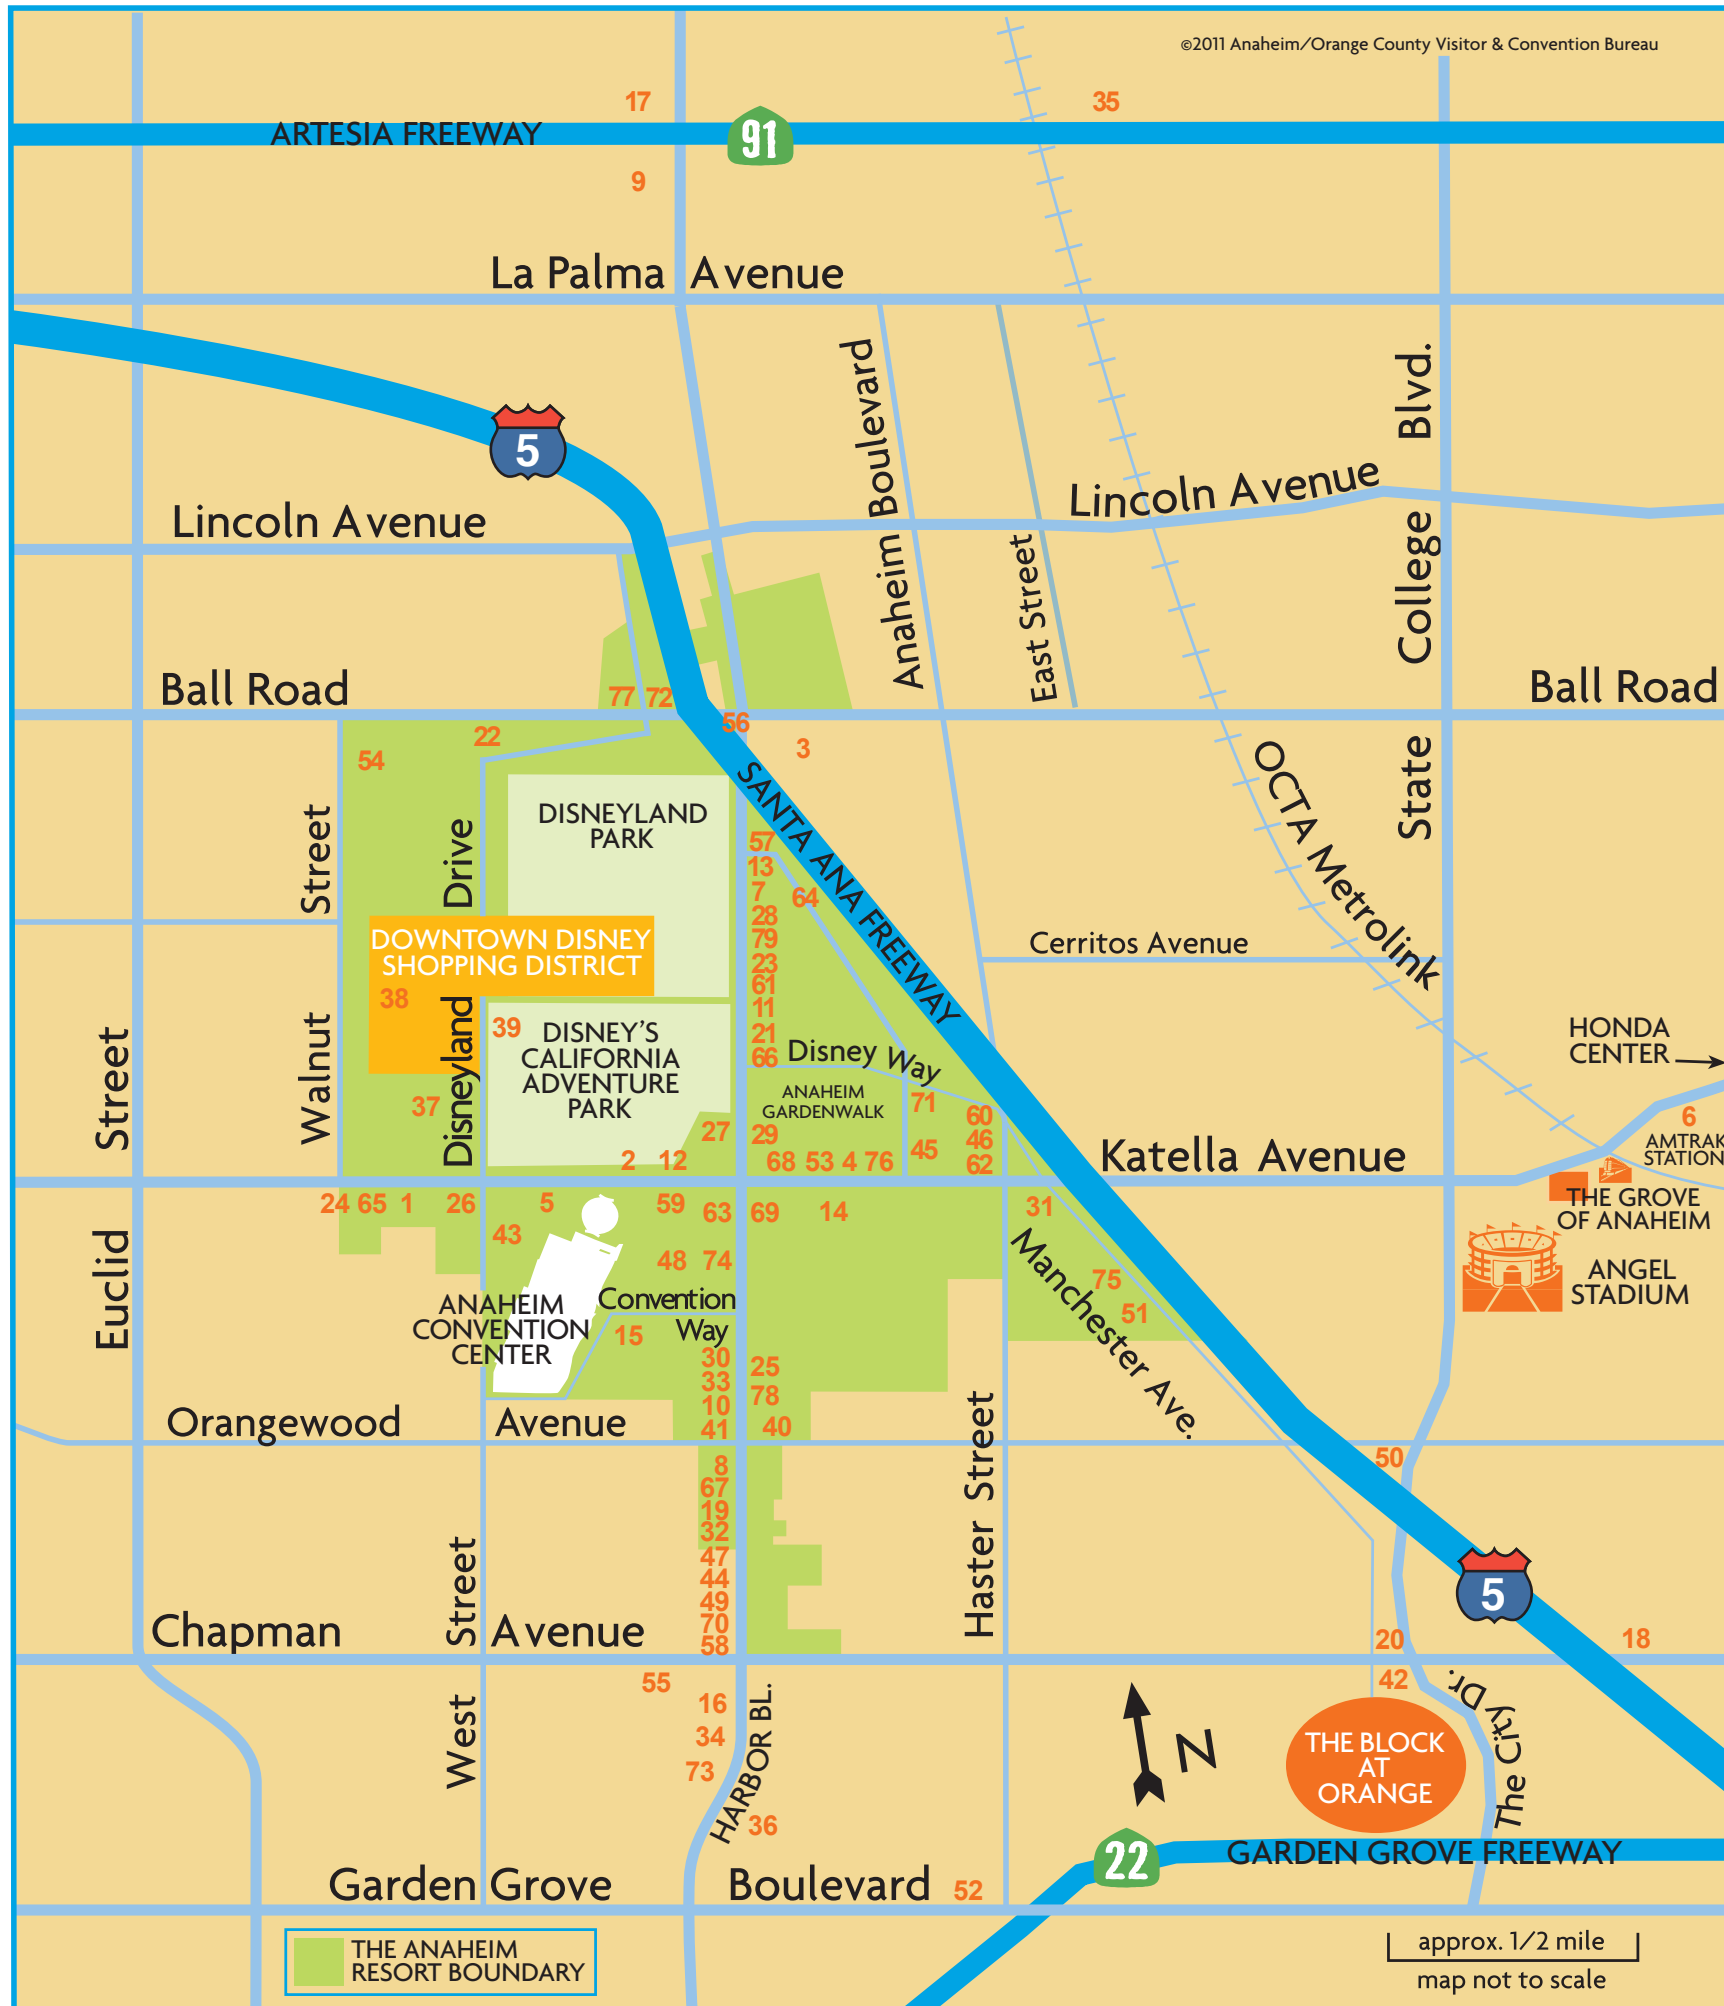 ©2011 Anaheim/Orange County Visitor & Convention Bureau
17
35
ARTESIA FREEWAY
91
9
La Palma Avenue
Anaheim Boulevard
State College Blvd.
5
Lincoln Avenue
Lincoln Avenue
East Street
Ball Road
77 72
Ball Road
56
22
3
54
SANTA ANA FREEWAY
OCTA Metrolink
DISNEYLAND
PARK
Walnut Street
Disneyland Drive
57
13
7
64
28
79
23
61
11
21
66
DOWNTOWN DISNEY
SHOPPING DISTRICT
38
Cerritos Avenue
39
DISNEY'S
CALIFORNIA
ADVENTURE
PARK
Disney Way
HONDA
CENTER
Euclid Street
37
ANAHEIM
GARDENWALK
71
60
6
27
29
46
AMTRAK
STATION
2 12
68 53 4 76
45
62
Katella Avenue
24 65 1 26
5
59
63
69
14
31
THE GROVE
OF ANAHEIM
43
48 74
Manchester Ave.
75
ANGEL
STADIUM
51
ANAHEIM
CONVENTION
CENTER
Convention
Way
15
30
25
33
78
10
41
40
Orangewood Avenue
8
50
67
19
32
47
44
49
70
58
Haster Street
5
West Street
Chapman Avenue
20
18
55
42
16
34
73
HARBOR BL.
36
N
THE BLOCK
AT
ORANGE
The City Dr.
22
GARDEN GROVE FREEWAY
Garden Grove Boulevard
52
THE ANAHEIM
RESORT BOUNDARY
approx. 1/2 mile
map not to scale